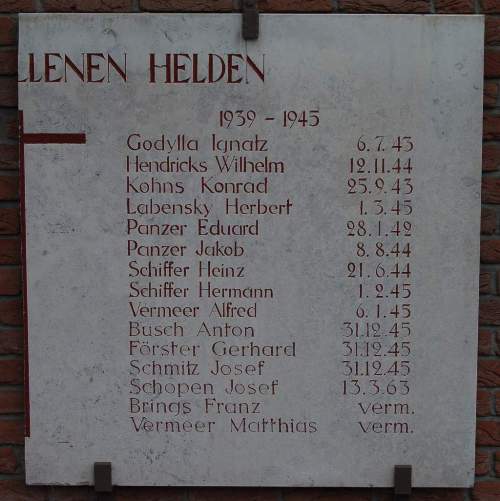 LLENEN HELDEN
1939 - 1945
Godylla Ignatz 6.7.43
Hendricks Wilhelm 12.11.44
Kohns Konrad 25.9.43
Labensky Herbert 1.3.45
Panzer Eduard 28.1.42
Panzer Jakob 8.8.44
Schiffer Heinz 21.6.44
Schiffer Hermann 1.2.45
Vermeer Alfred 6.1.45
Busch Anton 31.12.45
Förster Gerhard 31.12.45
Schmitz Josef 31.12.45
Schopen Josef 13.3.63
Brings Franz verm.
Vermeer Matthias verm.